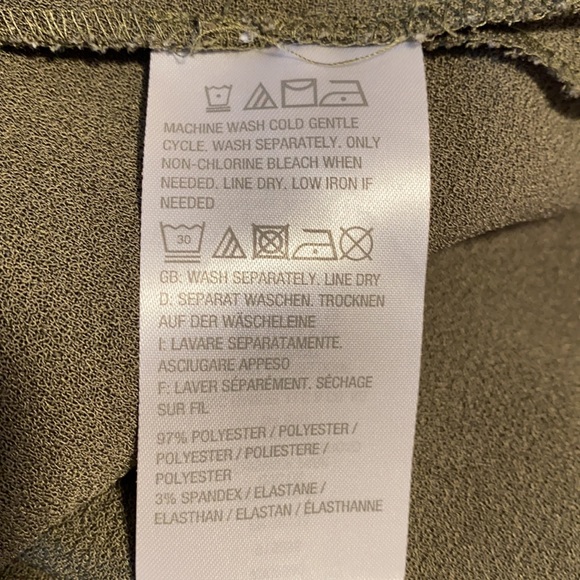 MACHINE WASH COLD GENTLE
CYCLE. WASH SEPARATELY. ONLY
NON-CHLORINE BLEACH WHEN
NEEDED. LINE DRY. LOW IRON IF
NEEDED
30
GB: WASH SEPARATELY. LINE DRY
D: SEPARAT WASCHEN. TROCKNEN
AUF DER WÄSCHELEINE
I: LAVARE SEPARATAMENTE.
ASCIUGARE APPESO
F: LAVER SÉPARÉMENT. SÉCHAGE
SUR FIL
97% POLYESTER / POLYESTER /
POLYESTER / POLIESTERE /
POLYESTER
3% SPANDEX / ELASTANE /
ELASTHAN / ELASTAN / ÉLASTHANNE